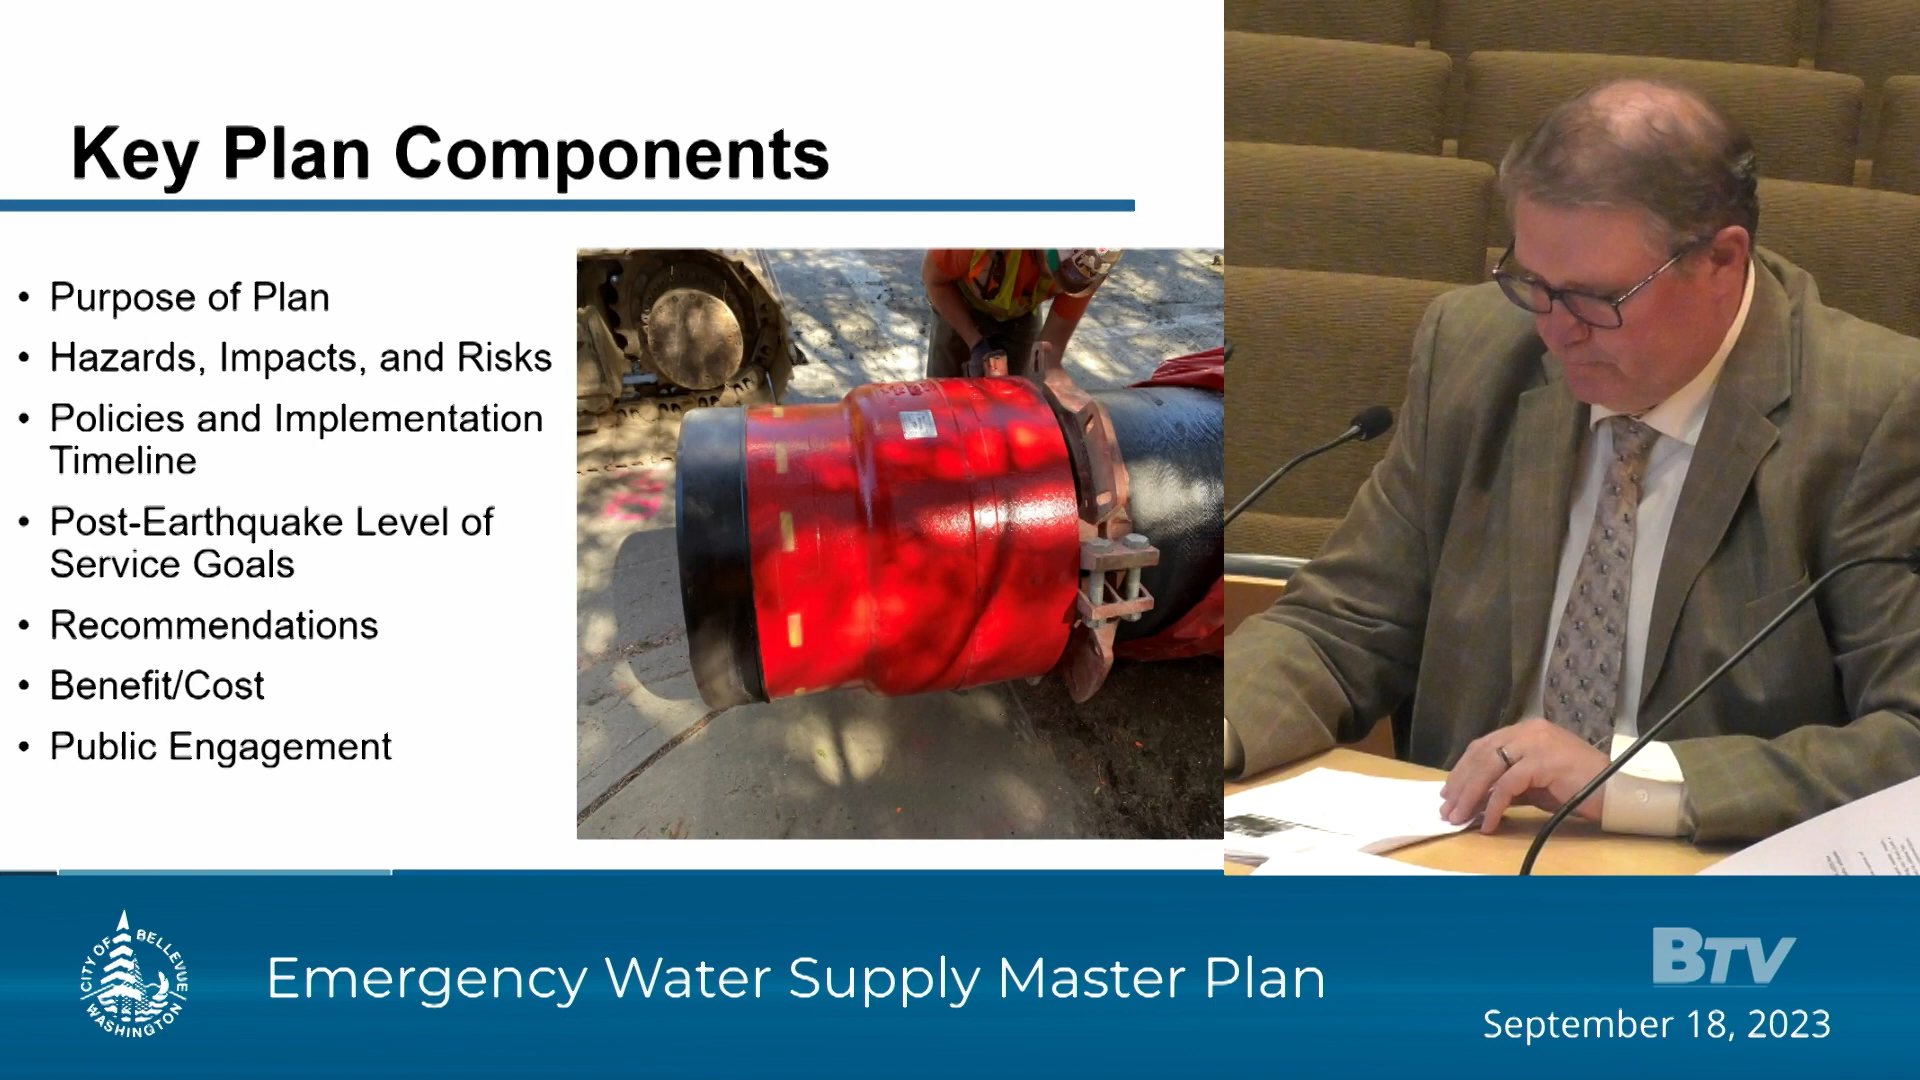 Key Plan Components
• Purpose of Plan
• Hazards, Impacts, and Risks
• Policies and Implementation
Timeline
• Post-Earthquake Level of
Service Goals
• Recommendations
• Benefit/Cost
• Public Engagement
CITY OF BELLEVUE
WASHINGTON
Emergency Water Supply Master Plan
BTV
September 18, 2023